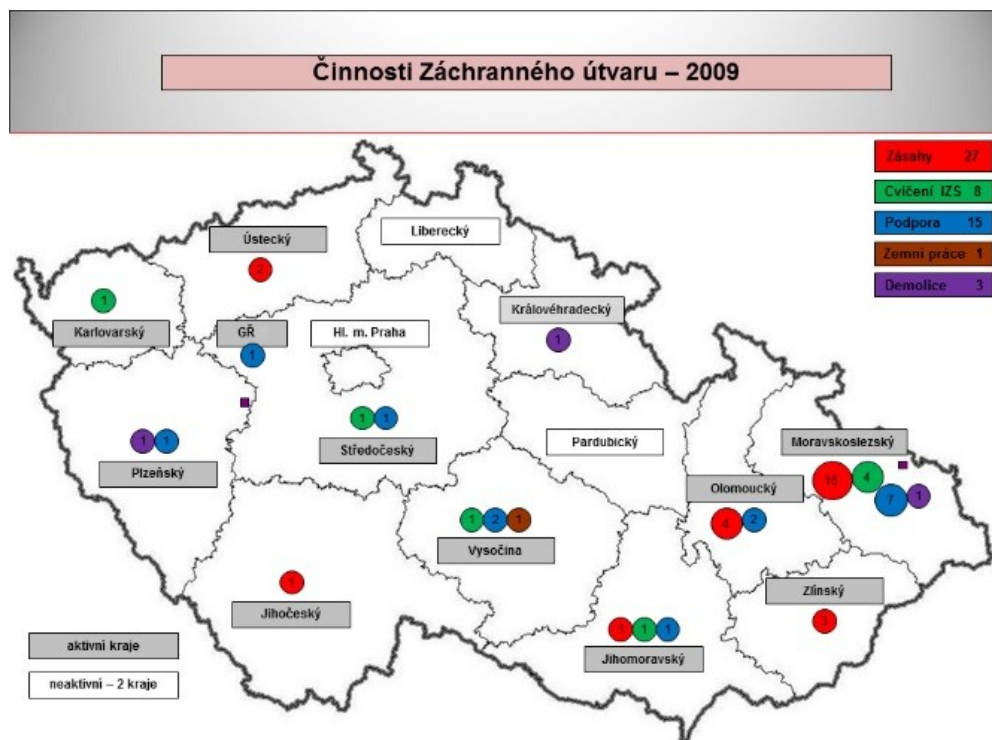 Činnosti Záchranného útvaru – 2009
Zásahy 27
Cvičení IZS 8
Podpora 15
Zemní práce 1
Demolice 3
Liberecký
Ústecký
2
1
Karlovarský
GŘ
1
Hl. m. Praha
Královéhradecký
1
1 1
Plzeňský
1 1
Středočeský
Pardubický
Moravskoslezský
16 4
7 1
Olomoucký
4 2
1 2 1
Vysočina
1
Jihočeský
Zlínský
3
1 1 1
Jihomoravský
aktivní kraje
neaktivní – 2 kraje